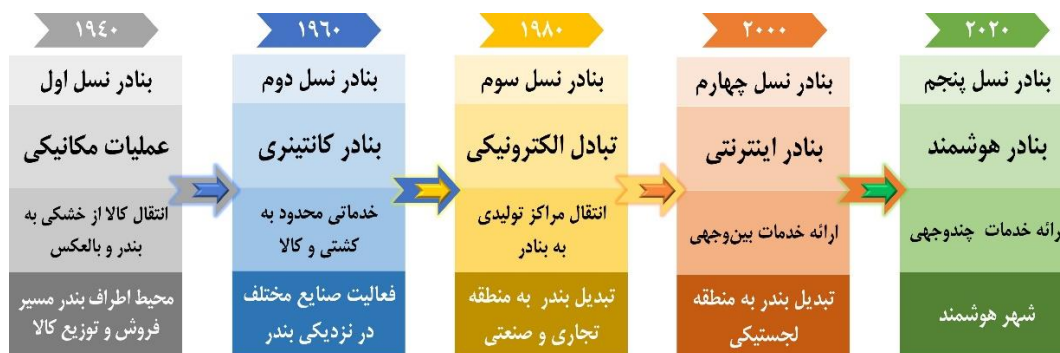 ۱۹٤۰
بنادر نسل اول
عملیات مکانیکی
انتقال کالا از خشکی به
بندر و بالعکس
محیط اطراف بندر مسیر
فروش و توزیع کالا
۱۹۶۰
بنادر نسل دوم
بنادر کانتینری
خدماتی محدود به
کشتی و کالا
فعالیت صنایع مختلف
در نزدیکی بندر
۱۹۸۰
بنادر نسل سوم
تبادل الکترونیکی
انتقال مراکز تولیدی
به بنادر
تبدیل بندر به منطقه
تجاری و صنعتی
۲۰۰۰
بنادر نسل چهارم
بنادر اینترنتی
ارائه خدمات بین‌وجهی
تبدیل بندر به منطقه
لجستیکی
۲۰۲۰
بنادر نسل پنجم
بنادر هوشمند
رائه خدمات چندوجهی
شهر هوشمند